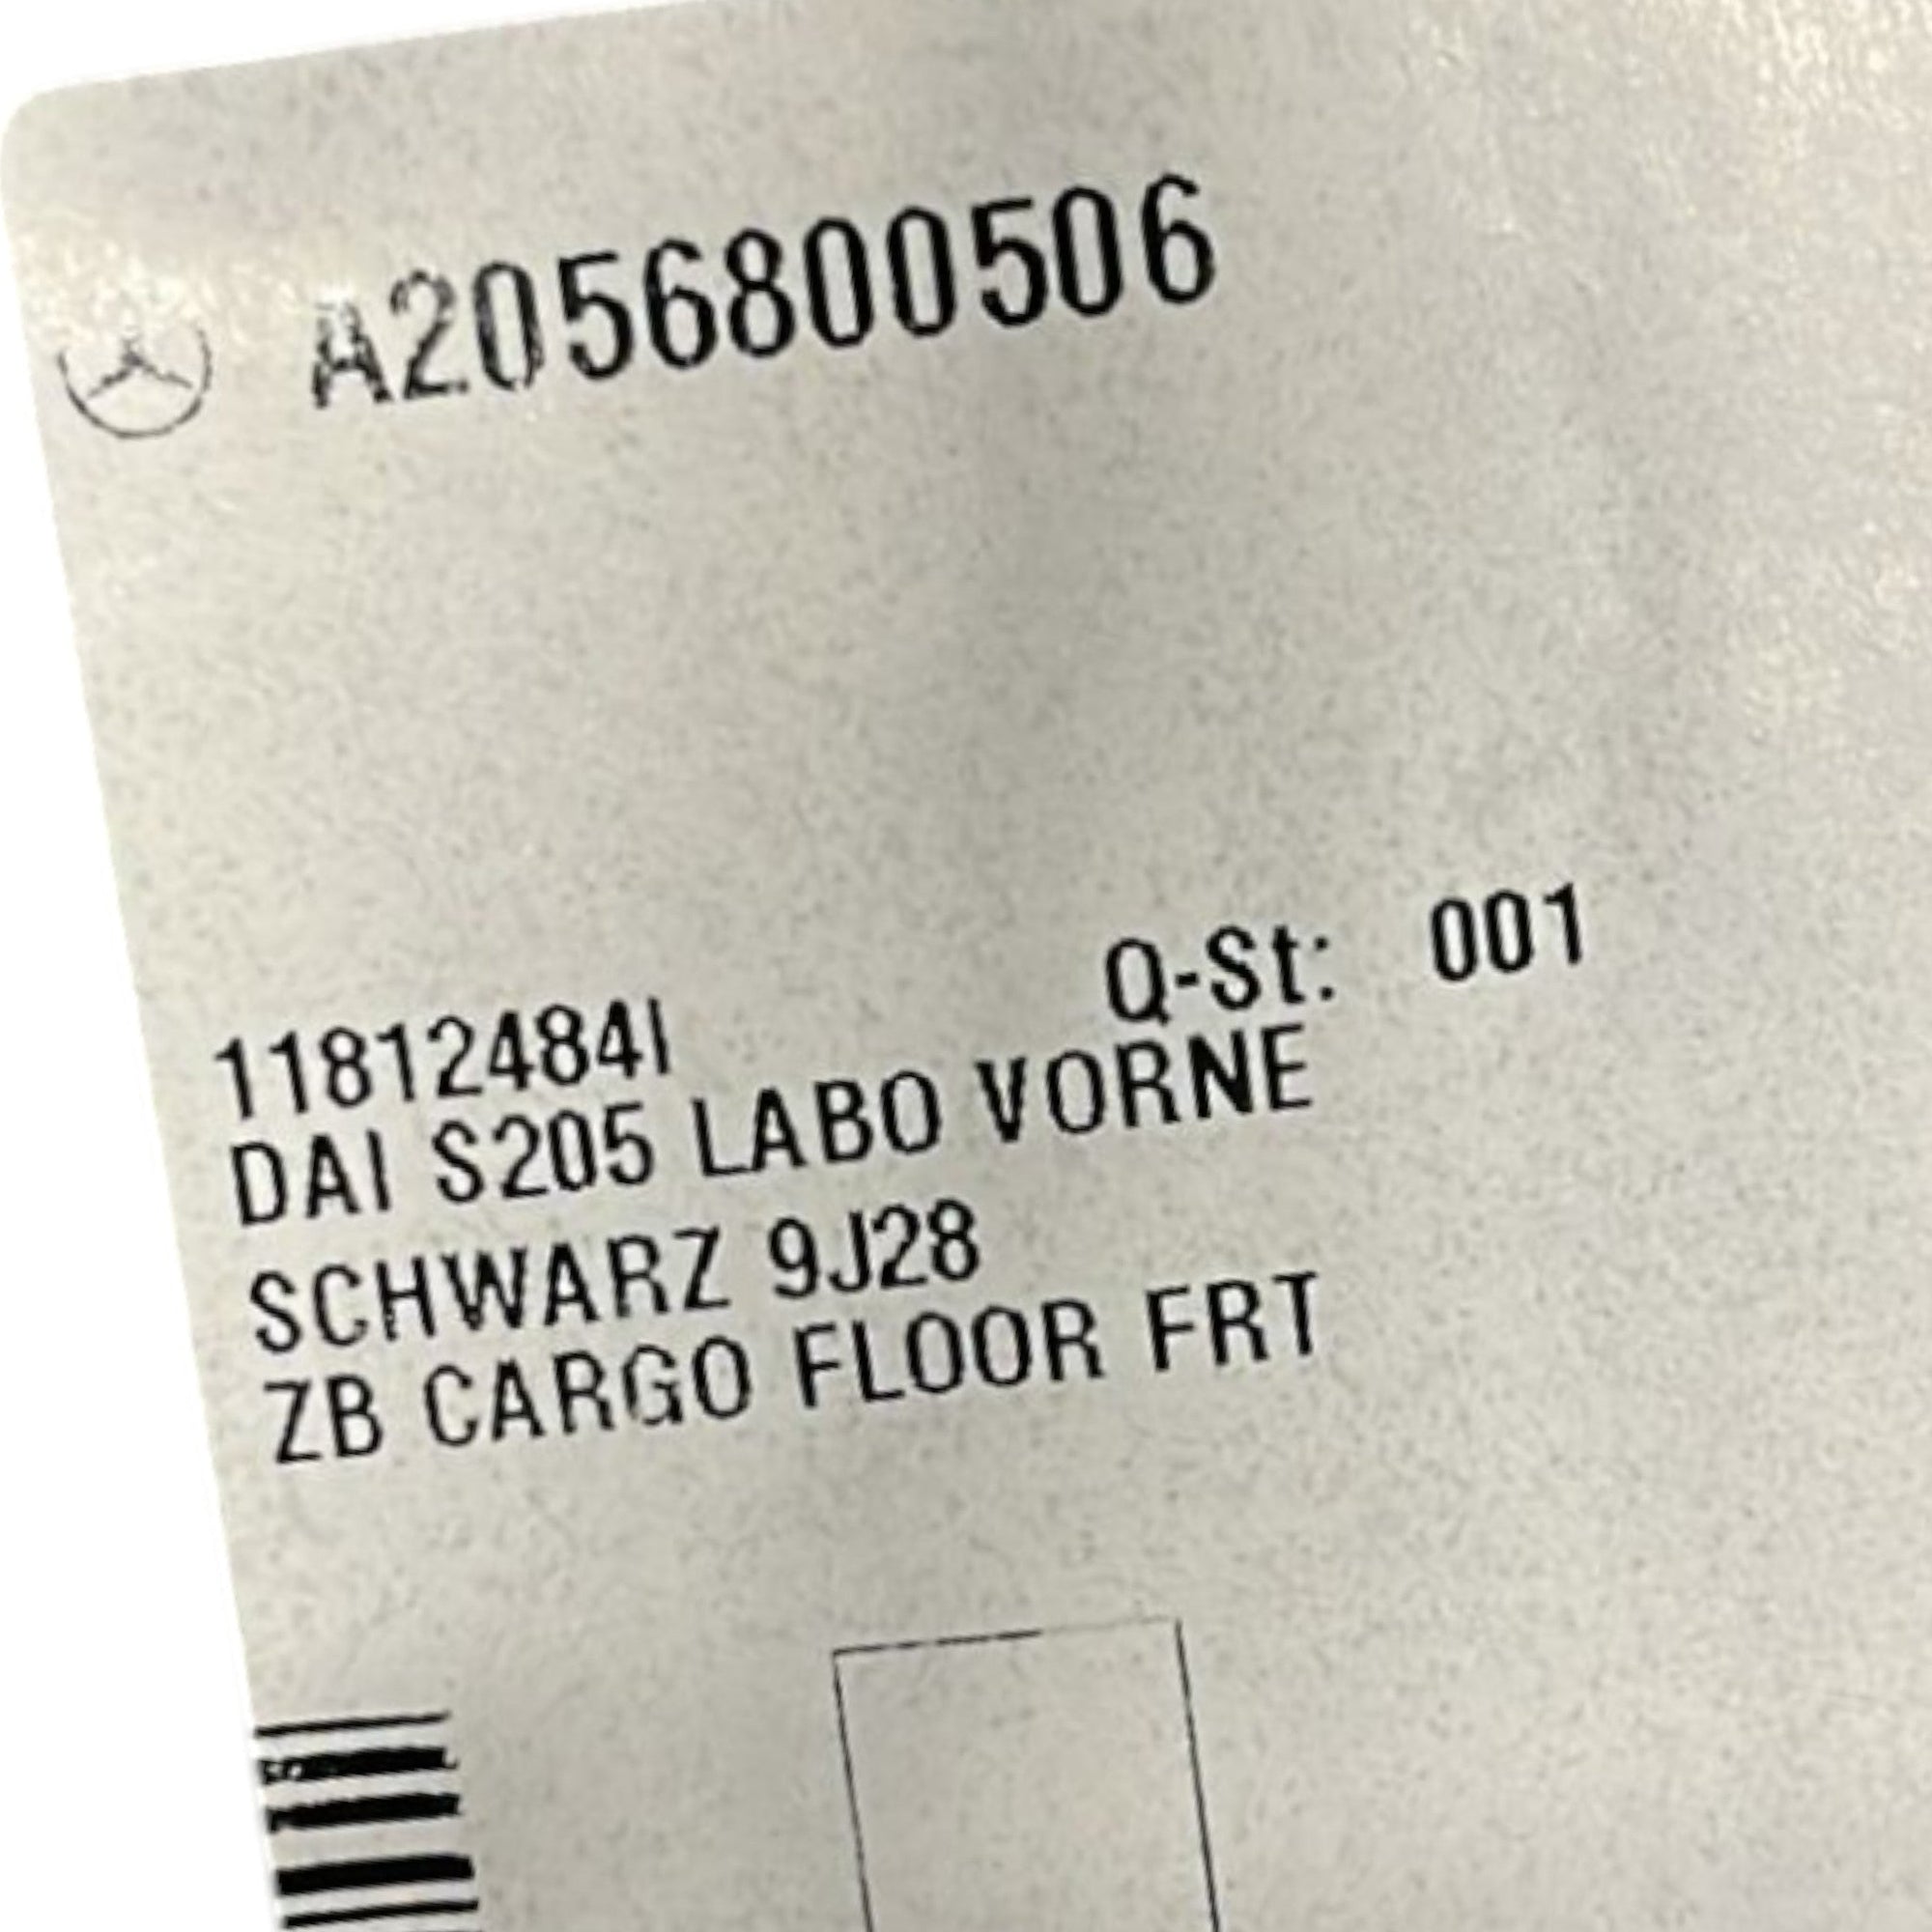 A2056800506
Q-St: 001
11812484I
DAI S205 LABO VORNE
SCHWARZ 9J28
ZB CARGO FLOOR FRT